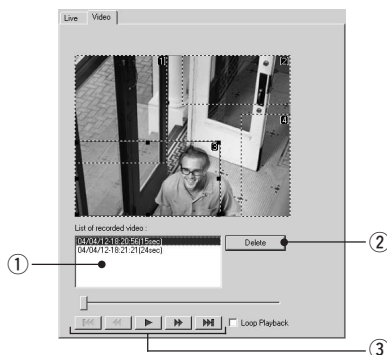 Live Video
[1] [2]
[4]
[3]
List of recorded video :
04/04/12-18:20:56(15sec)
04/04/12-18:21:21(24sec)
Delete
Loop Playback
1
2
3